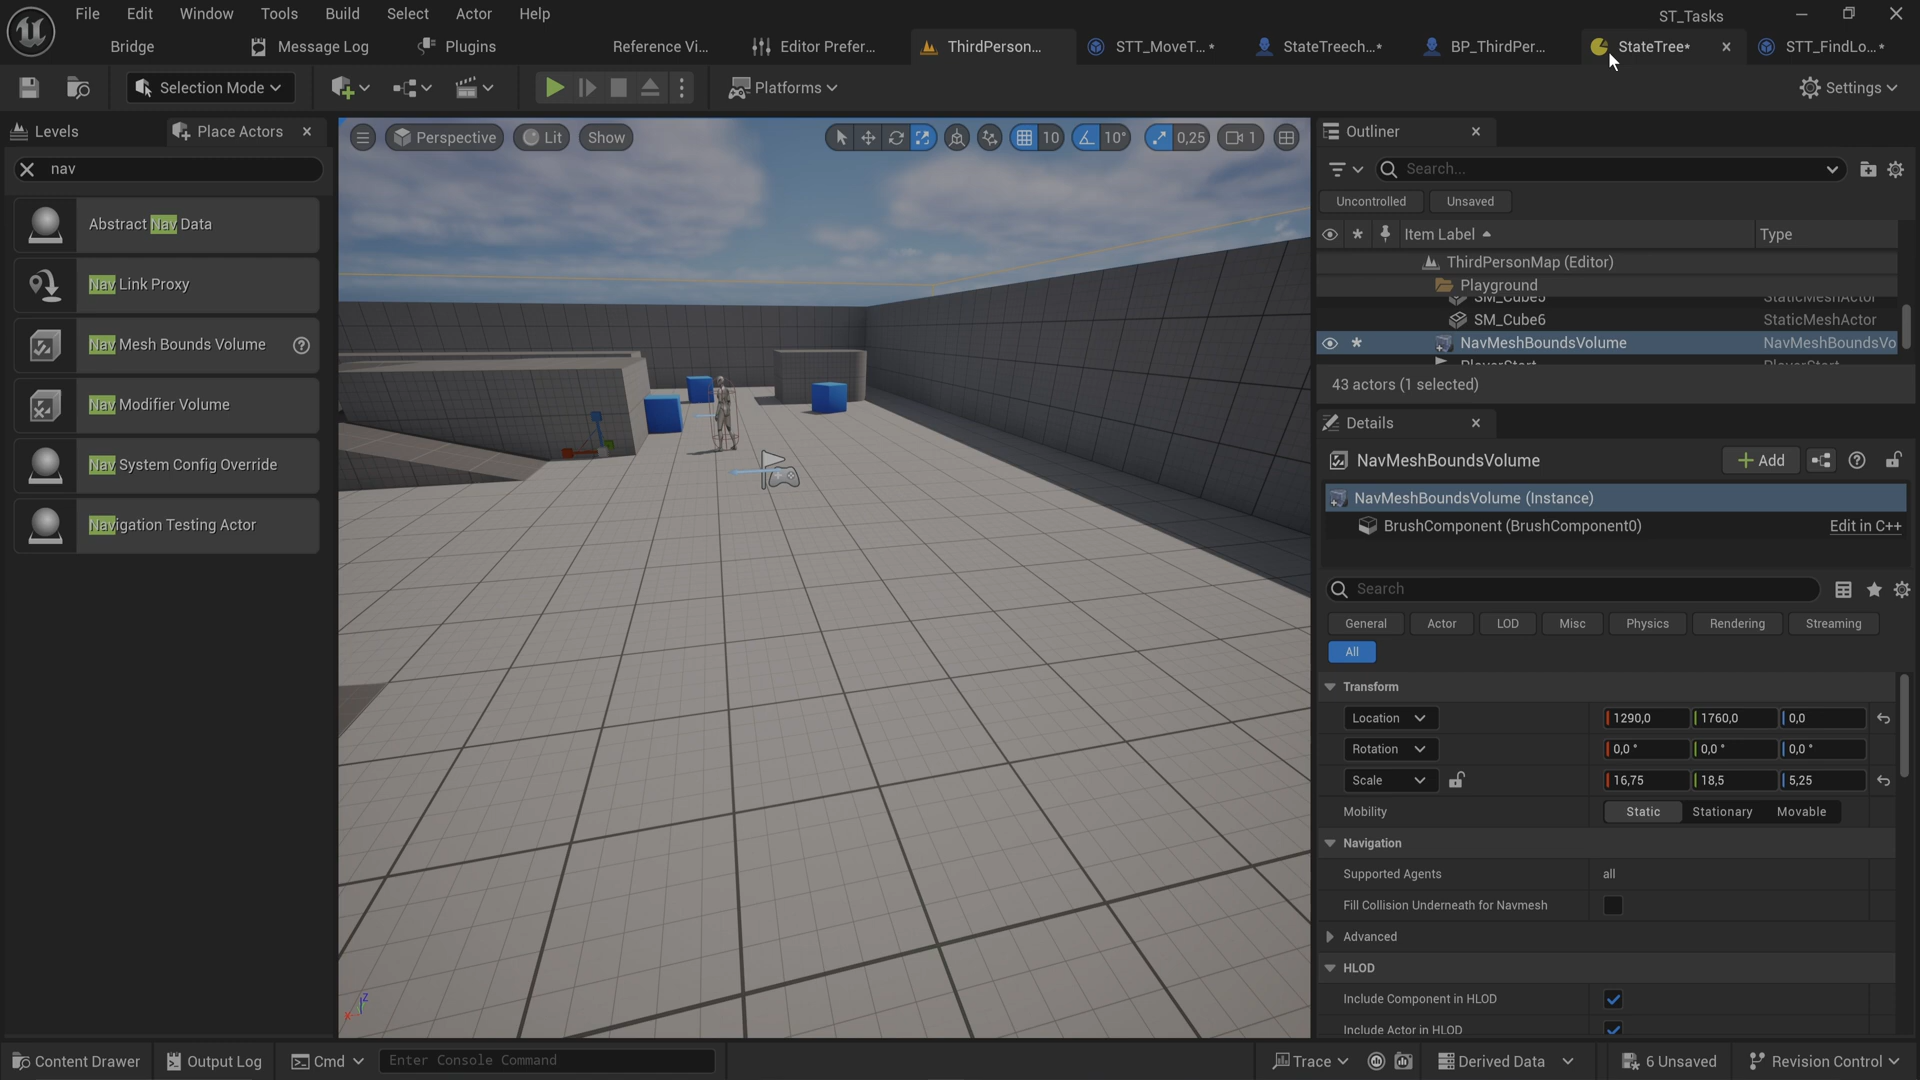 File Edit Window Tools Build Select Actor Help
ST_Tasks
Bridge Message Log Plugins Reference Vi... Editor Prefer... ThirdPerson... STT_MoveT...* StateTreech...* BP_ThirdPer... StateTree* STT_FindLo...*
Selection Mode Platforms Settings
Levels Place Actors
nav
Abstract Nav Data
Nav Link Proxy
Nav Mesh Bounds Volume
Nav Modifier Volume
Nav System Config Override
Navigation Testing Actor
Perspective Lit Show 10 10° 0,25 1
Z
X
Outliner
Search...
Uncontrolled Unsaved
Item Label Type
ThirdPersonMap (Editor)
Playground
SM_Cube5 StaticMeshActor
SM_Cube6 StaticMeshActor
NavMeshBoundsVolume NavMeshBoundsVo
PlayerStart PlayerStart
43 actors (1 selected)
Details
NavMeshBoundsVolume Add
NavMeshBoundsVolume (Instance)
BrushComponent (BrushComponent0) Edit in C++
Search
General Actor LOD Misc Physics Rendering Streaming
All
Transform
Location 1290,0 1760,0 0,0
Rotation 0,0 ° 0,0 ° 0,0 °
Scale 16,75 18,5 5,25
Mobility Static Stationary Movable
Navigation
Supported Agents all
Fill Collision Underneath for Navmesh
Advanced
HLOD
Include Component in HLOD
Include Actor in HLOD
Content Drawer Output Log Cmd Enter Console Command Trace Derived Data 6 Unsaved Revision Control